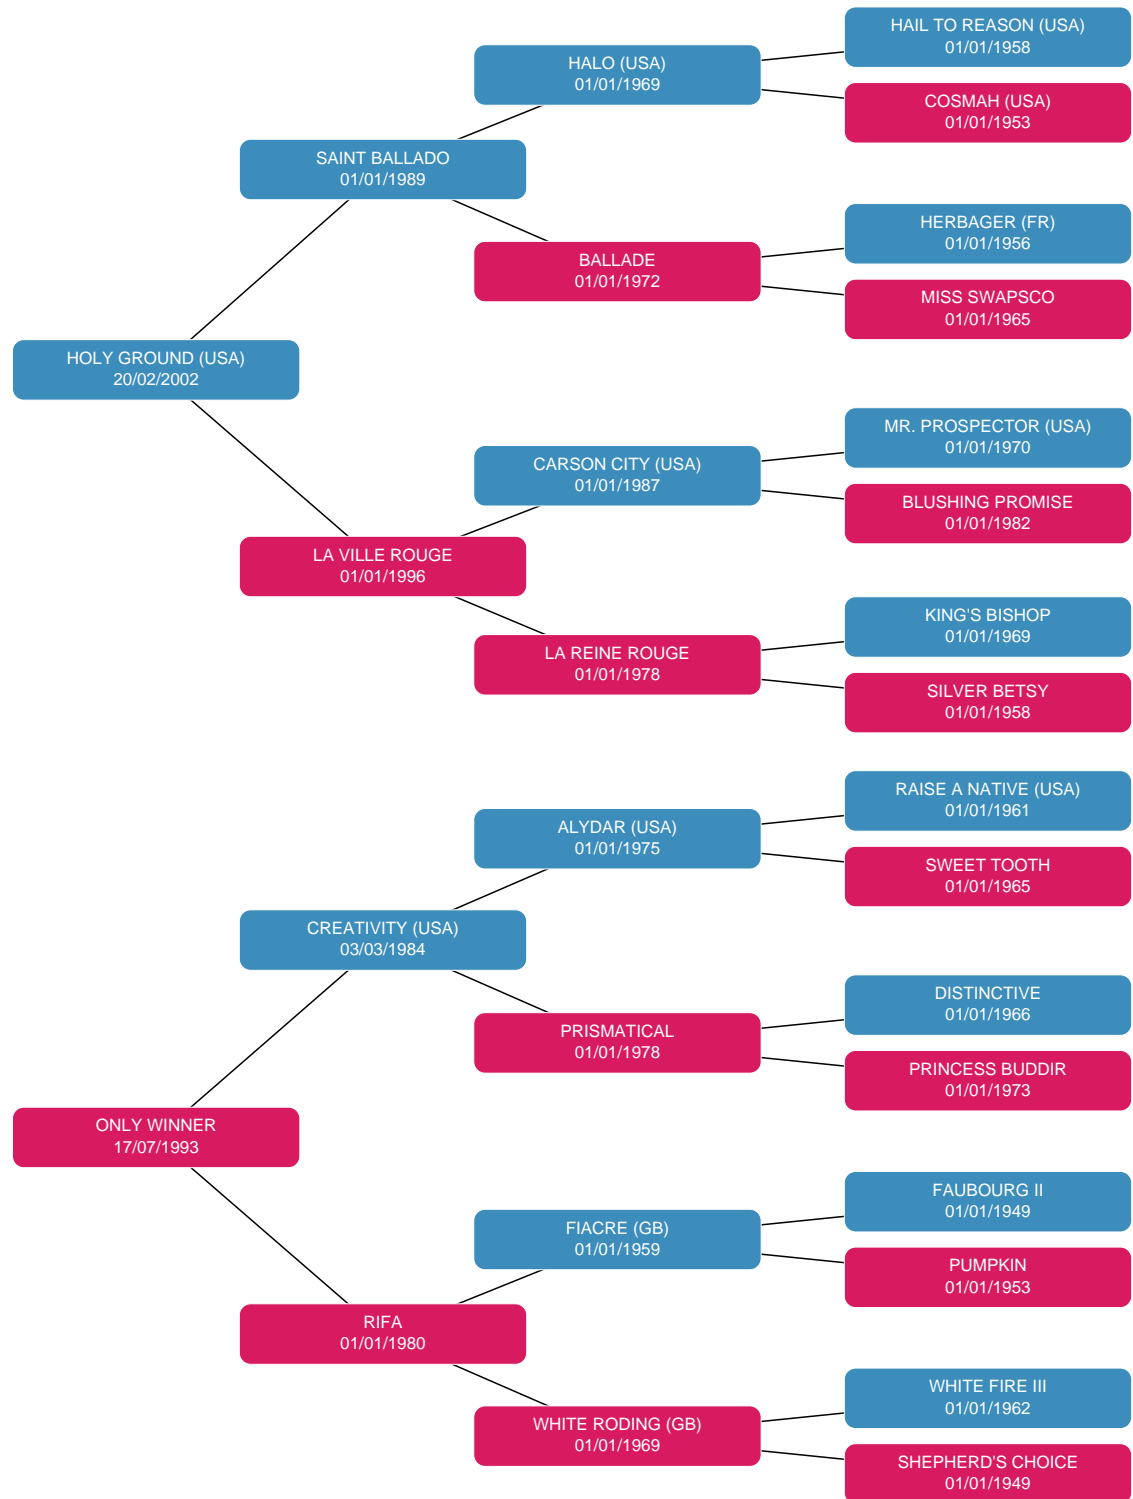 HAIL TO REASON (USA)
01/01/1958
HALO (USA)
01/01/1969
COSMAH (USA)
01/01/1953
SAINT BALLADO
01/01/1989
HERBAGER (FR)
01/01/1956
BALLADE
01/01/1972
MISS SWAPSCO
01/01/1965
HOLY GROUND (USA)
20/02/2002
MR. PROSPECTOR (USA)
01/01/1970
CARSON CITY (USA)
01/01/1987
BLUSHING PROMISE
01/01/1982
LA VILLE ROUGE
01/01/1996
KING'S BISHOP
01/01/1969
LA REINE ROUGE
01/01/1978
SILVER BETSY
01/01/1958
RAISE A NATIVE (USA)
01/01/1961
ALYDAR (USA)
01/01/1975
SWEET TOOTH
01/01/1965
CREATIVITY (USA)
03/03/1984
DISTINCTIVE
01/01/1966
PRISMATICAL
01/01/1978
PRINCESS BUDDIR
01/01/1973
ONLY WINNER
17/07/1993
FAUBOURG II
01/01/1949
FIACRE (GB)
01/01/1959
PUMPKIN
01/01/1953
RIFA
01/01/1980
WHITE FIRE III
01/01/1962
WHITE RODING (GB)
01/01/1969
SHEPHERD'S CHOICE
01/01/1949